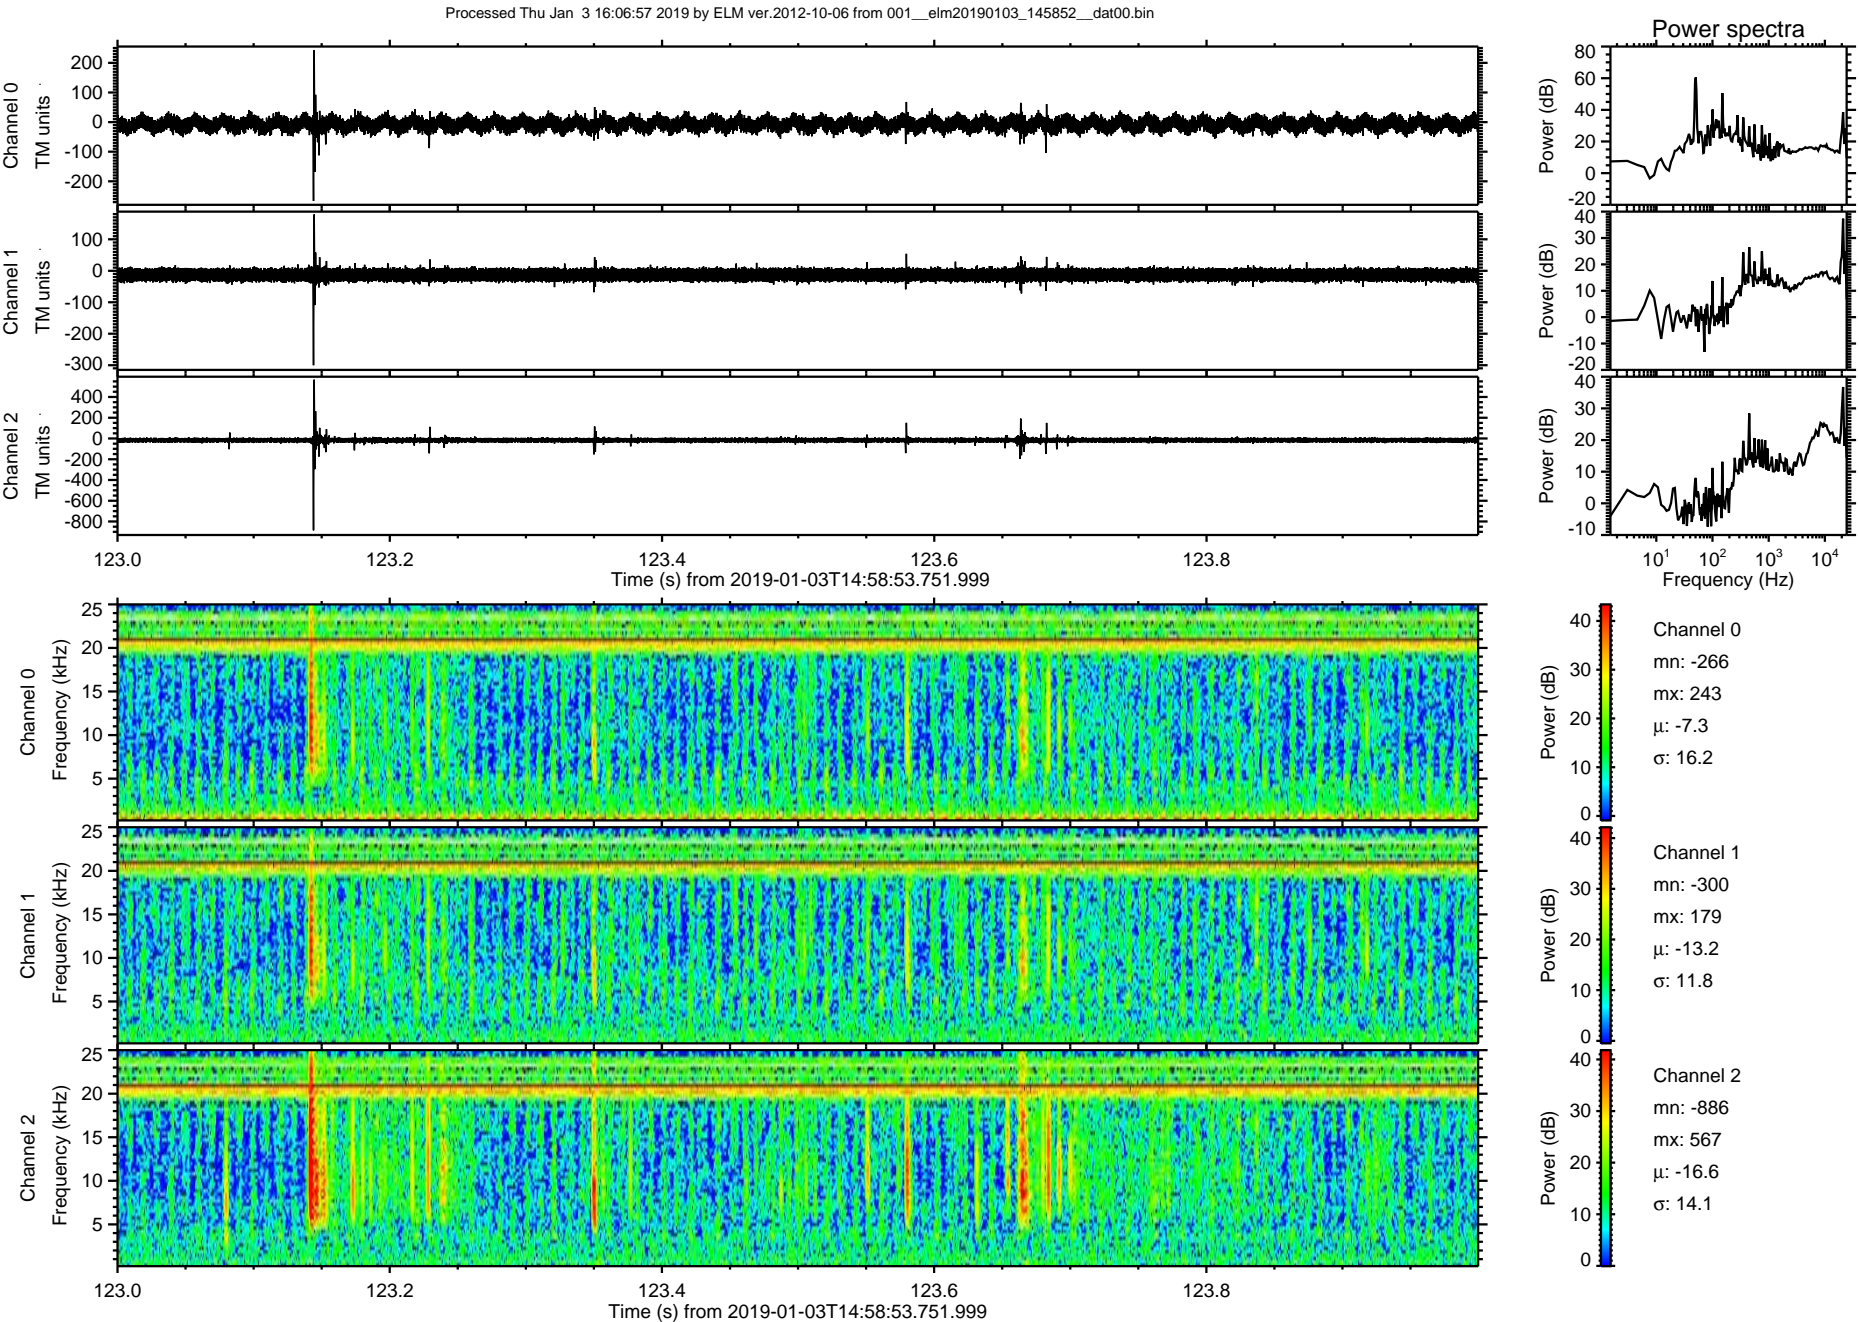 Processed Thu Jan  3 16:06:57 2019 by ELM ver.2012-10-06 from 001__elm20190103_145852__dat00.bin
Power spectra
Channel 0
TM units
200
100
0
-100
-200
Power (dB)
80
60
40
20
0
-20
Channel 1
TM units
100
0
-100
-200
-300
Power (dB)
40
30
20
10
0
-10
-20
Channel 2
TM units
400
200
0
-200
-400
-600
-800
Power (dB)
40
30
20
10
0
-10
123.0 123.2 123.4 123.6 123.8
Time (s) from 2019-01-03T14:58:53.751.999
10^1 10^2 10^3 10^4
Frequency (Hz)
Channel 0
Frequency (kHz)
25
20
15
10
5
Power (dB)
40
30
20
10
0
Channel 0
mn: -266
mx: 243
μ: -7.3
σ: 16.2
Channel 1
Frequency (kHz)
25
20
15
10
5
Power (dB)
40
30
20
10
0
Channel 1
mn: -300
mx: 179
μ: -13.2
σ: 11.8
Channel 2
Frequency (kHz)
25
20
15
10
5
Power (dB)
40
30
20
10
0
Channel 2
mn: -886
mx: 567
μ: -16.6
σ: 14.1
123.0 123.2 123.4 123.6 123.8
Time (s) from 2019-01-03T14:58:53.751.999